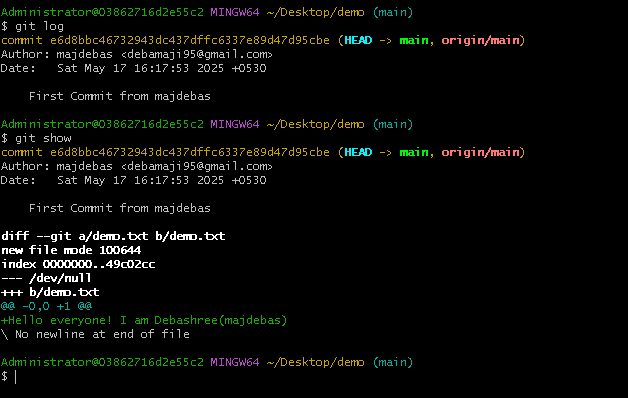 Administrator@03862716d2e55c2 MINGW64 ~/Desktop/demo (main)
$ git log
commit e6d8bbc46732943dc437dffc6337e89d47d95cbe (HEAD -> main, origin/main)
Author: majdebas <debamaji95@gmail.com>
Date:   Sat May 17 16:17:53 2025 +0530
    First Commit from majdebas
Administrator@03862716d2e55c2 MINGW64 ~/Desktop/demo (main)
$ git show
commit e6d8bbc46732943dc437dffc6337e89d47d95cbe (HEAD -> main, origin/main)
Author: majdebas <debamaji95@gmail.com>
Date:   Sat May 17 16:17:53 2025 +0530
    First Commit from majdebas
diff --git a/demo.txt b/demo.txt
new file mode 100644
index 0000000..49c02cc
--- /dev/null
+++ b/demo.txt
@@ -0,0 +1 @@
+Hello everyone! I am Debashree(majdebas)
\ No newline at end of file
Administrator@03862716d2e55c2 MINGW64 ~/Desktop/demo (main)
$